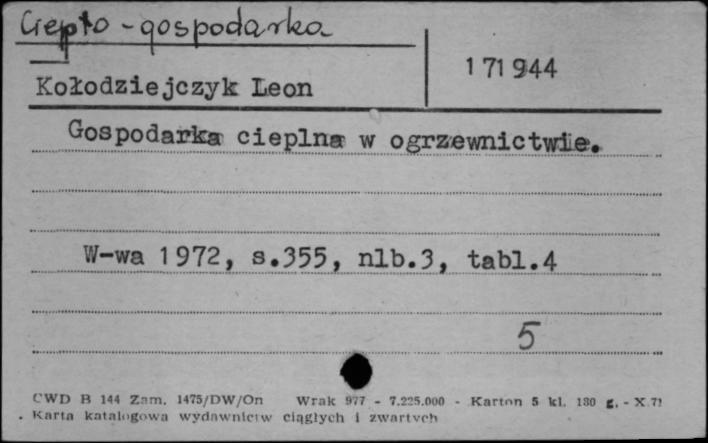 Ciepło - gospodarka
171944
Kołodziejczyk Leon
Gospodarka cieplna w ogrzewnictwie.
W-wa 1972, s.355, nlb.3, tabl.4
5
CWD B 144 Zam. 1475/DW/On Wrak 977 - 7.225.000 - Karton 5 kl. 180 g. - X.71
Karta katalogowa wydawnictw ciągłych i zwartych